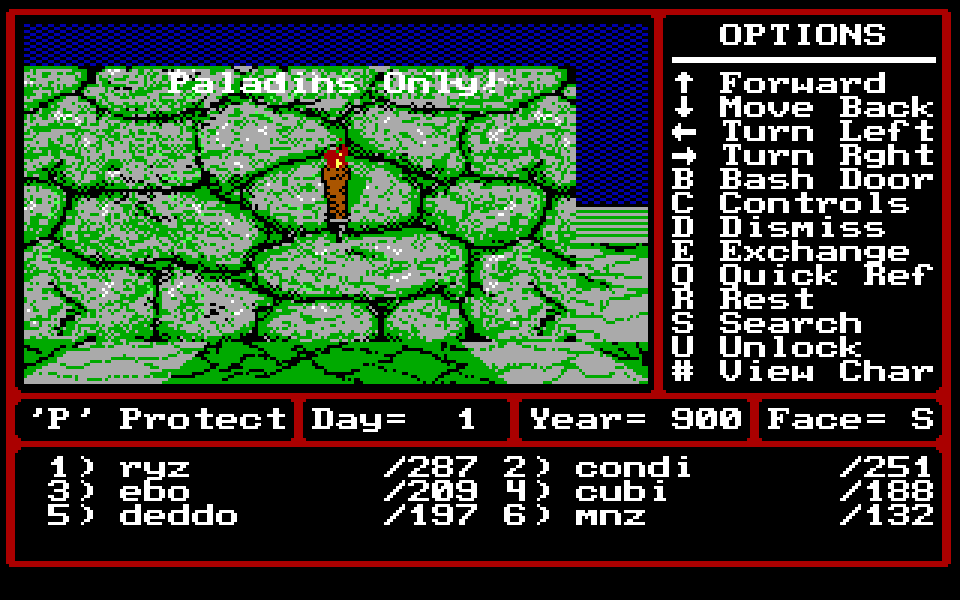 Paladins Only!
OPTIONS
↑ Forward
↓ Move Back
← Turn Left
→ Turn Rght
B Bash Door
C Controls
D Dismiss
E Exchange
Q Quick Ref
R Rest
S Search
U Unlock
# View Char
'P' Protect Day= 1 Year= 900 Face= S
1) ryz /287 2) condi /251
3) ebo /209 4) cubi /188
5) deddo /197 6) mnz /132